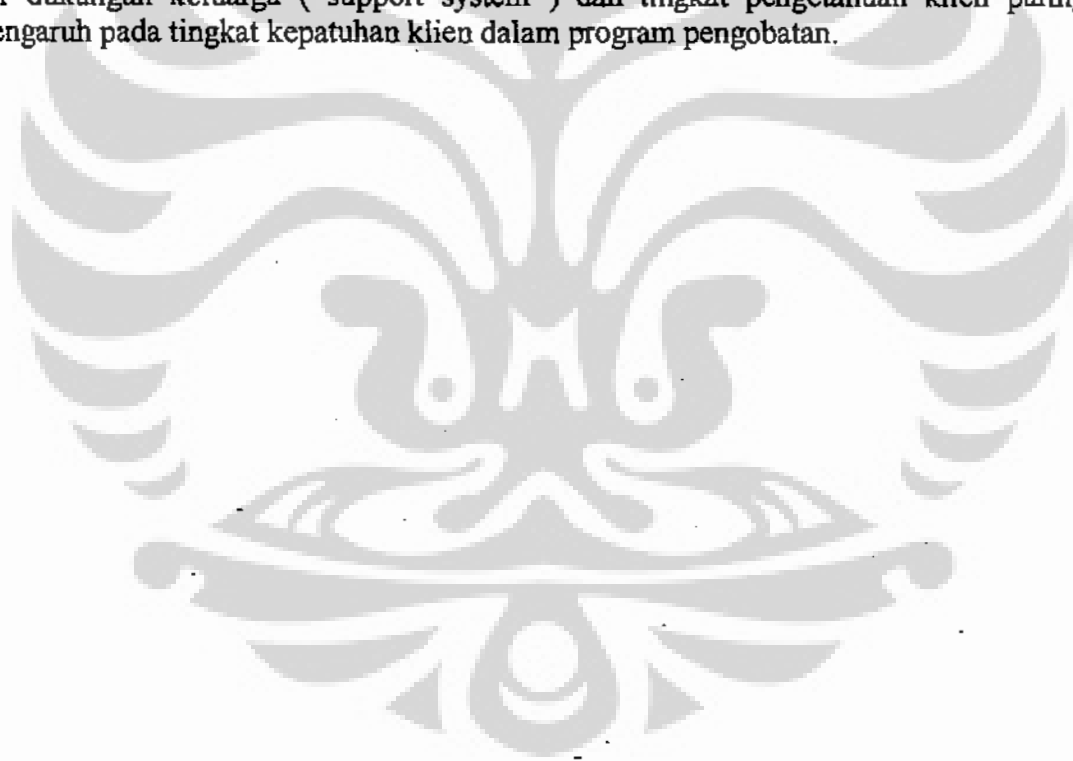 dukungan keluarga ( support system ) dan tingkat pengetahuan klien paling
engaruh pada tingkat kepatuhan klien dalam program pengobatan.